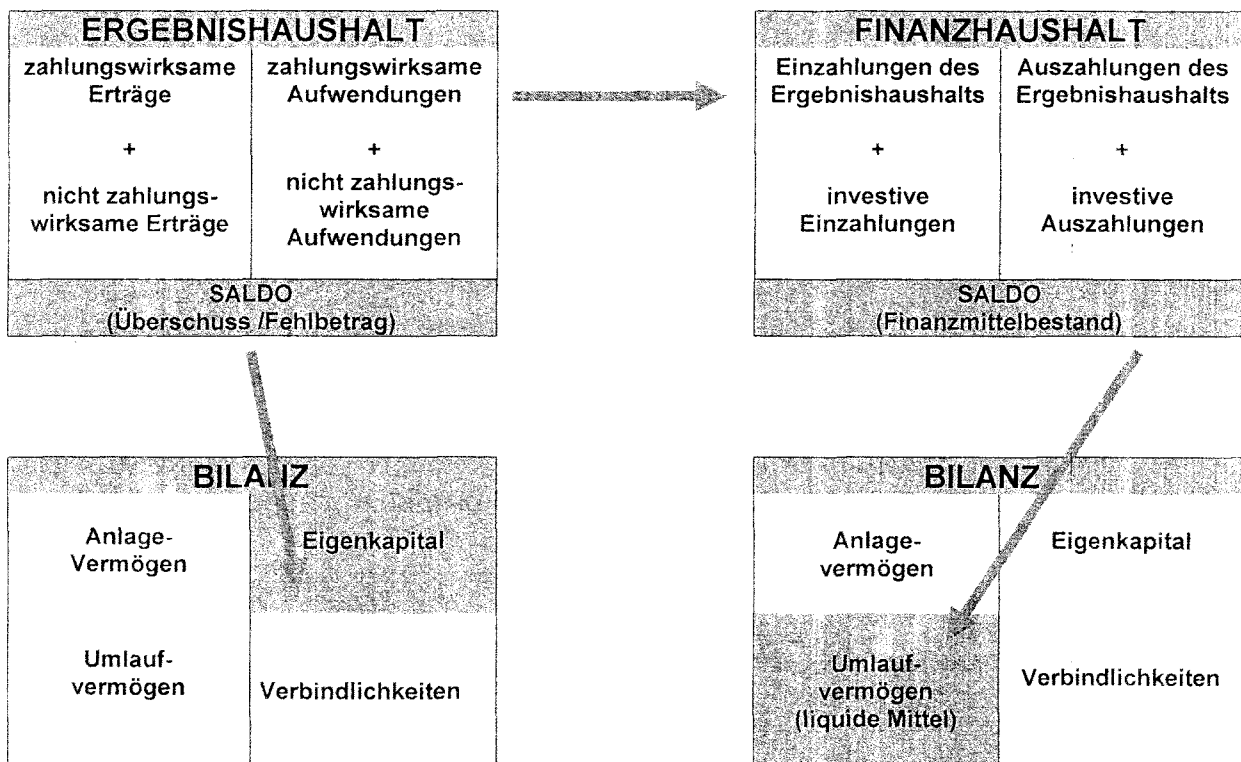 ERGEBNISHAUSHALT
zahlungswirksame
Erträge
+
nicht zahlungs-
wirksame Erträge
zahlungswirksame
Aufwendungen
+
nicht zahlungs-
wirksame
Aufwendungen
SALDO
(Überschuss /Fehlbetrag)
FINANZHAUSHALT
Einzahlungen des
Ergebnishaushalts
+
investive
Einzahlungen
Auszahlungen des
Ergebnishaushalts
+
investive
Auszahlungen
SALDO
(Finanzmittelbestand)
BILANZ
Anlage-
Vermögen
Umlauf-
vermögen
Eigenkapital
Verbindlichkeiten
BILANZ
Anlage-
vermögen
Umlauf-
vermögen
(liquide Mittel)
Eigenkapital
Verbindlichkeiten